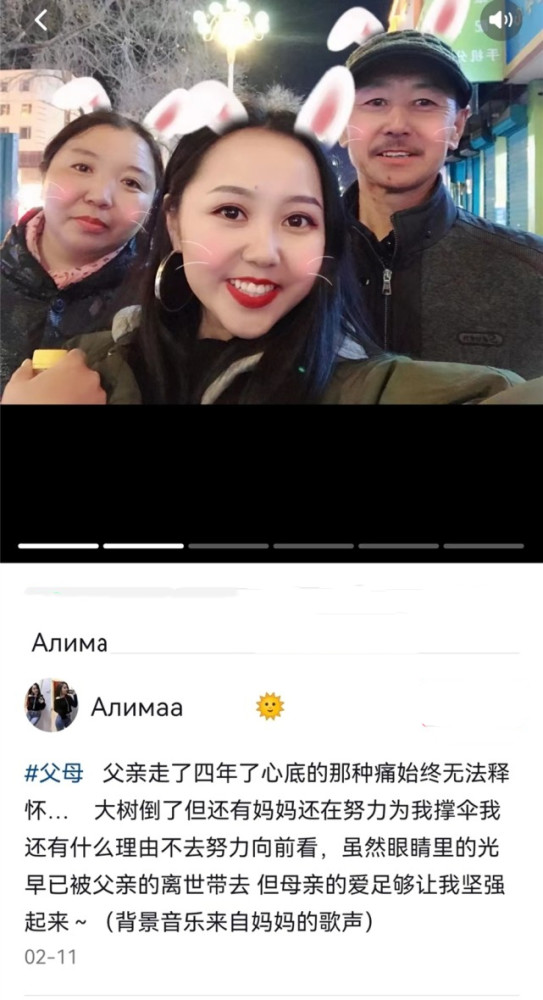 Алима
Алимаа
#父母 父亲走了四年了心底的那种痛始终无法释
怀... 大树倒了但还有妈妈还在努力为我撑伞我
还有什么理由不去努力向前看，虽然眼睛里的光
早已被父亲的离世带去 但母亲的爱足够让我坚强
起来~（背景音乐来自妈妈的歌声）
02-11